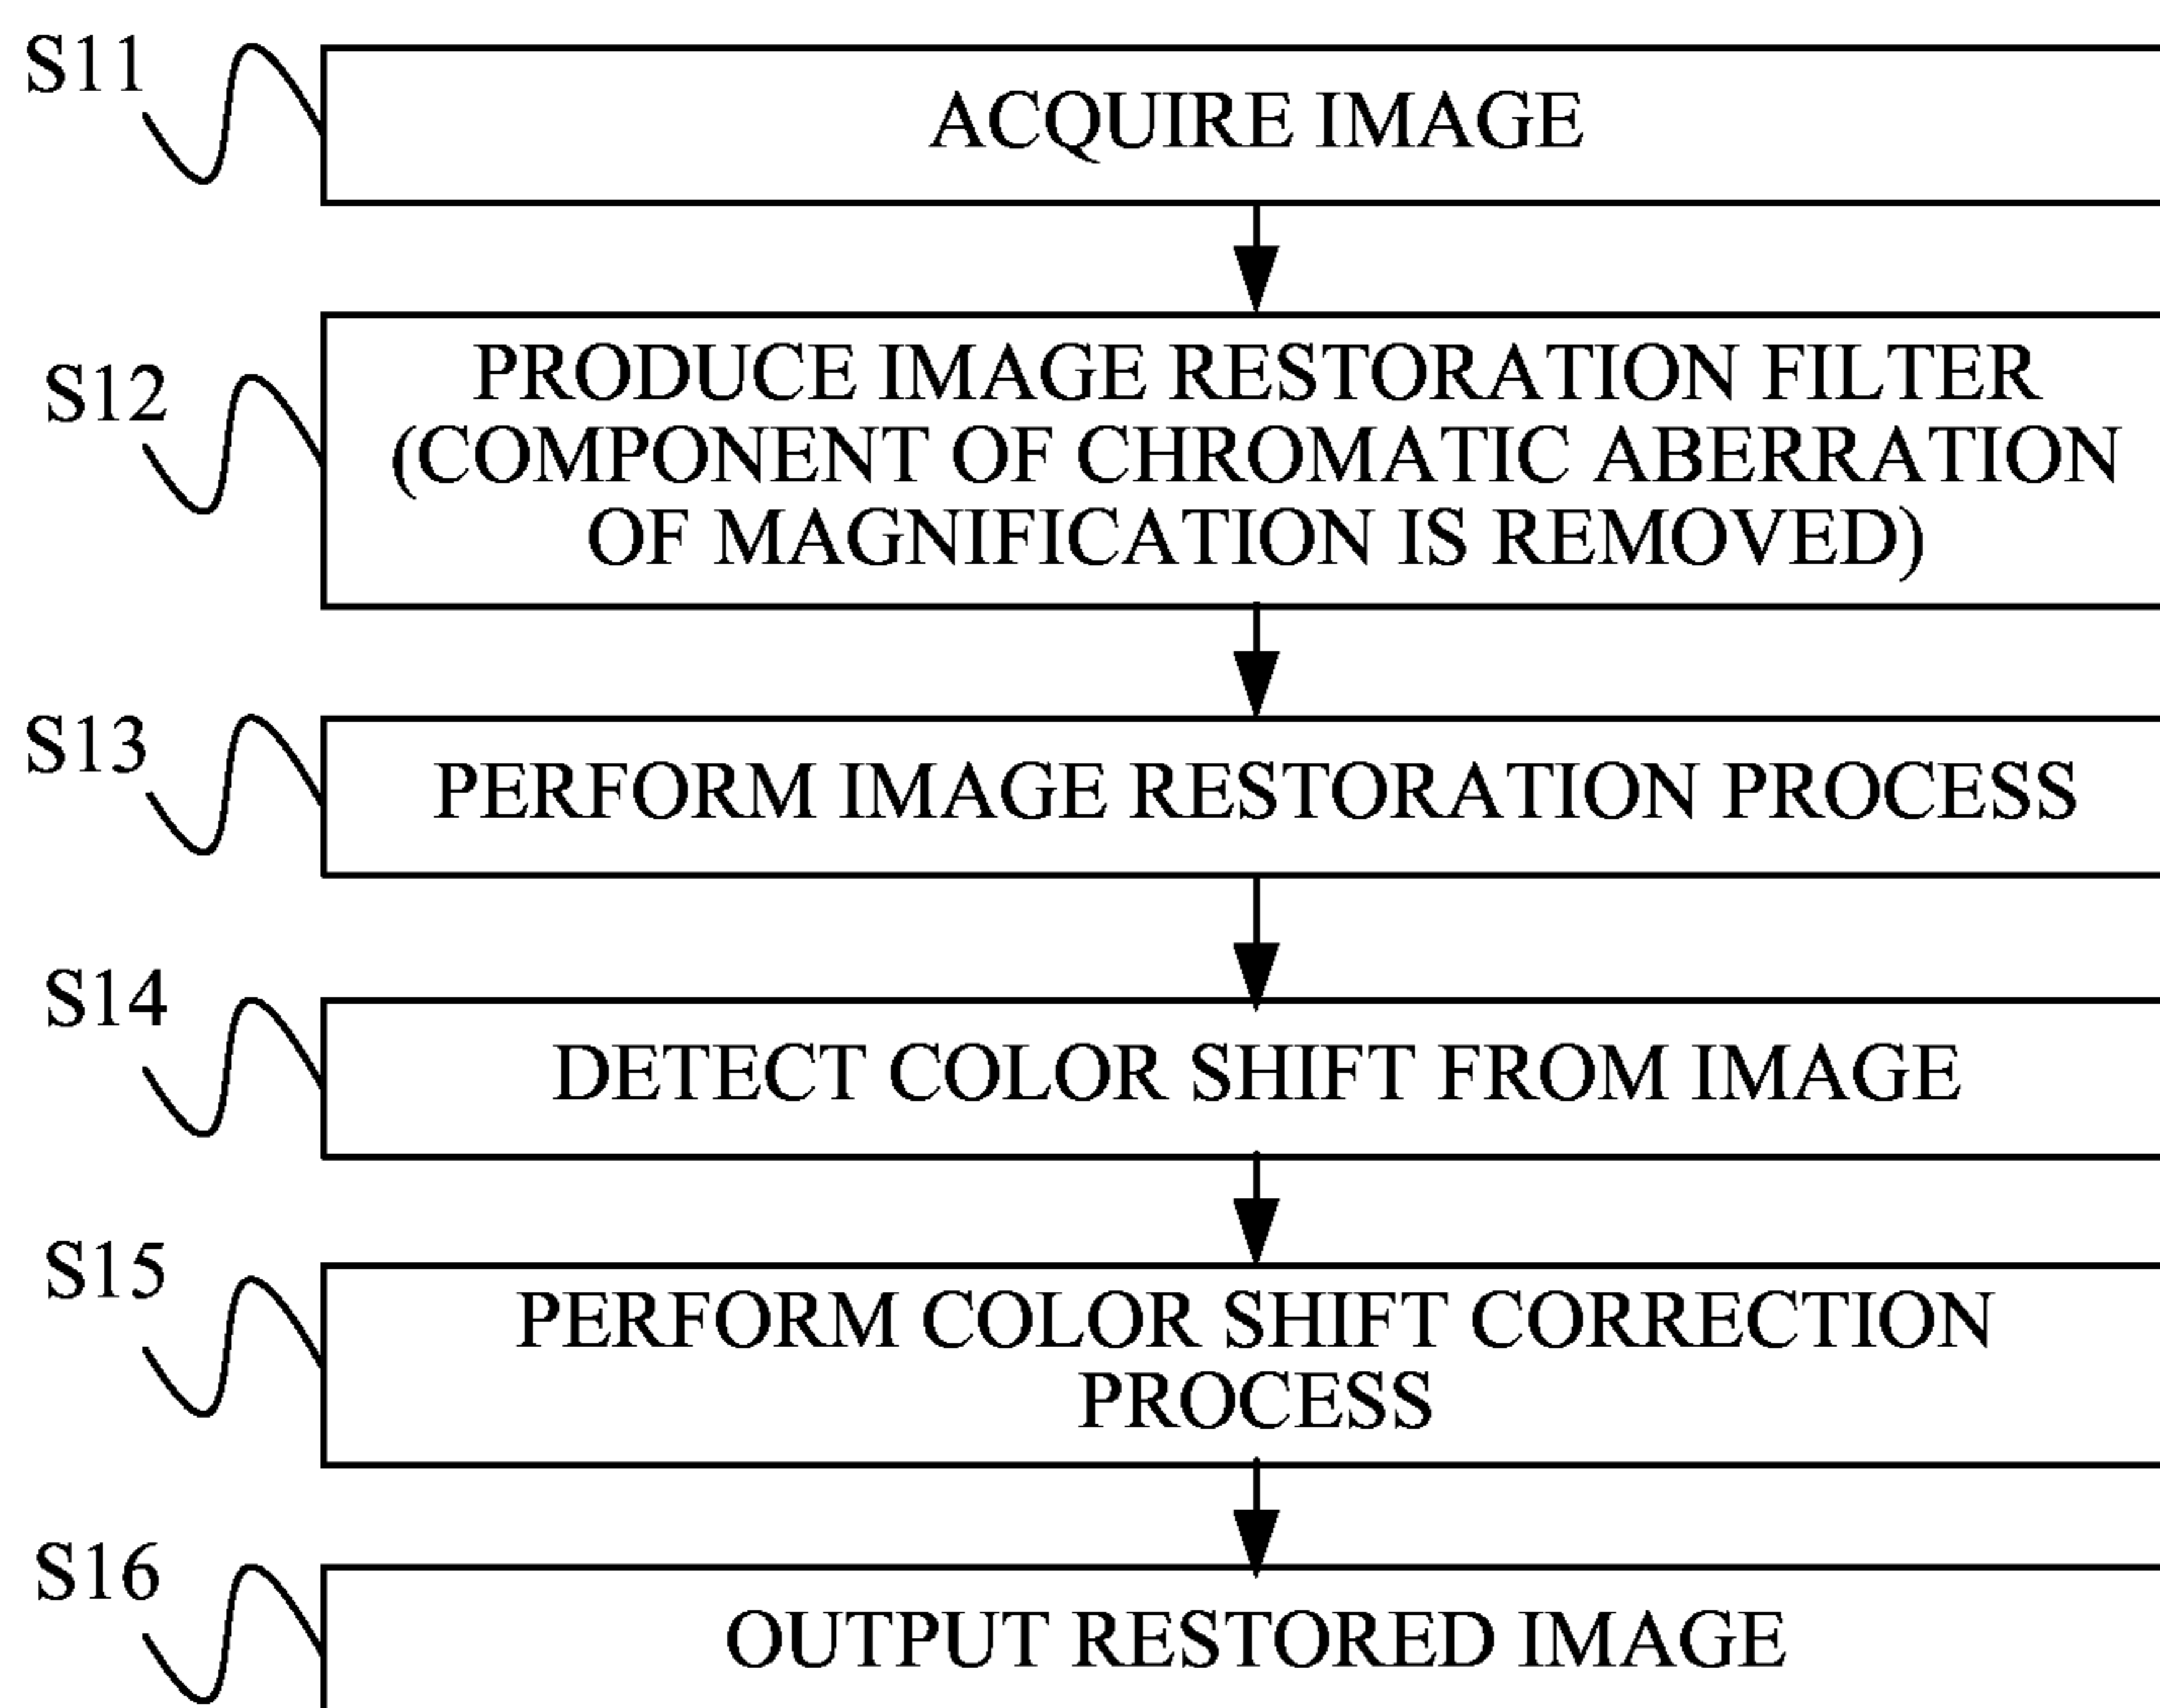 S11
ACQUIRE IMAGE
S12
PRODUCE IMAGE RESTORATION FILTER
(COMPONENT OF CHROMATIC ABERRATION
OF MAGNIFICATION IS REMOVED)
S13
PERFORM IMAGE RESTORATION PROCESS
S14
DETECT COLOR SHIFT FROM IMAGE
S15
PERFORM COLOR SHIFT CORRECTION
PROCESS
S16
OUTPUT RESTORED IMAGE